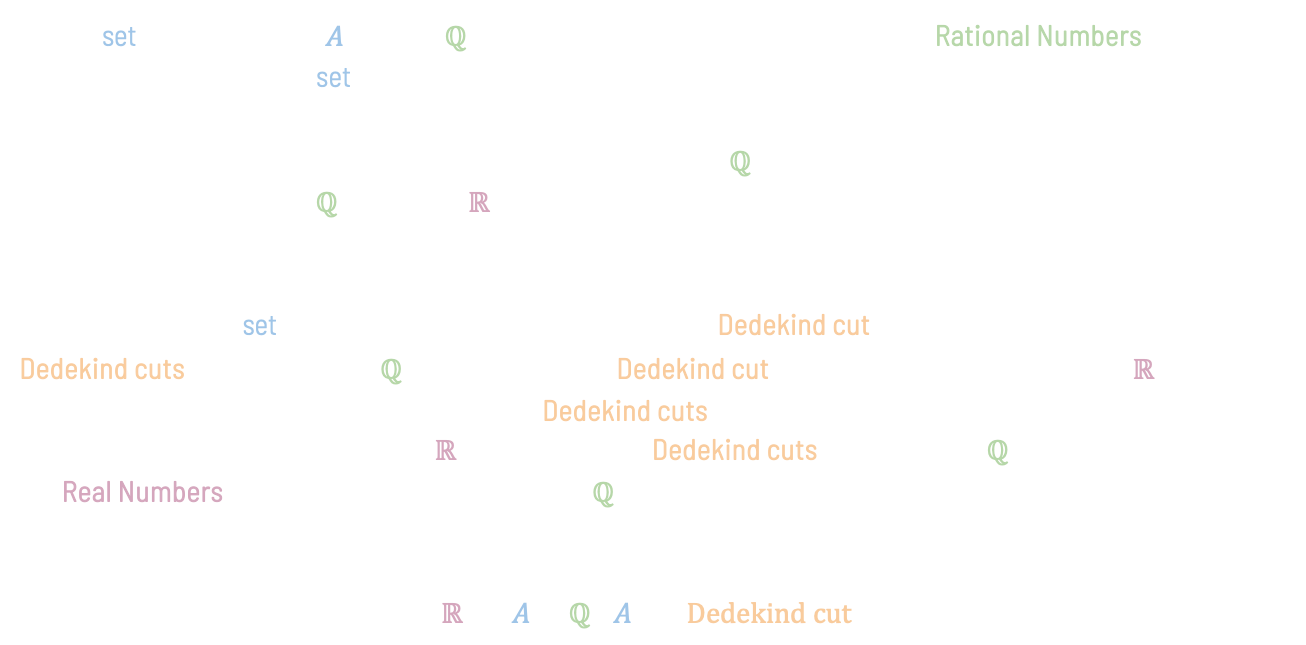 set A ℚ Rational Numbers
set
ℚ
ℚ ℝ
set Dedekind cut
Dedekind cuts ℚ Dedekind cut ℝ
Dedekind cuts
ℝ Dedekind cuts ℚ
Real Numbers ℚ
ℝ A ℚ A Dedekind cut